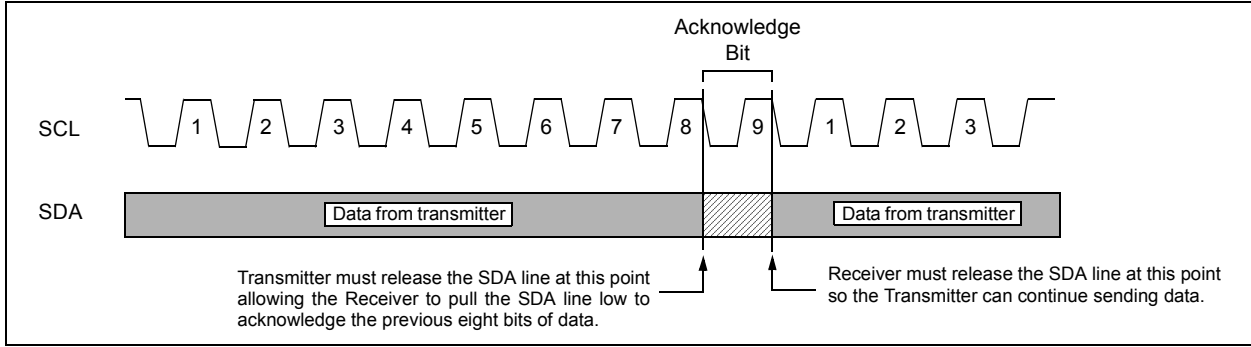 Acknowledge
Bit
SCL
1 2 3 4 5 6 7 8 9 1 2 3
SDA
Data from transmitter
Data from transmitter
Transmitter must release the SDA line at this point
allowing the Receiver to pull the SDA line low to
acknowledge the previous eight bits of data.
Receiver must release the SDA line at this point
so the Transmitter can continue sending data.